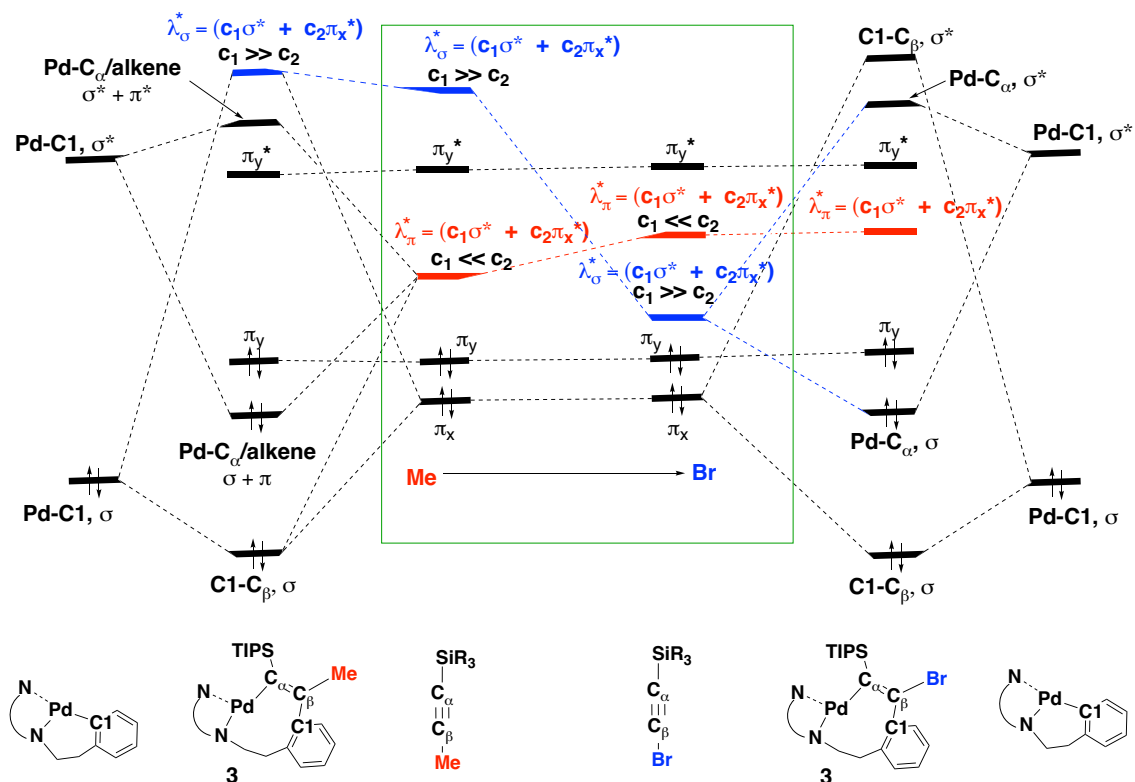 λ*σ = (c1σ* + c2πx*)
c1 >> c2
λ*σ = (c1σ* + c2πx*)
c1 >> c2
C1-Cβ, σ*
Pd-Cα/alkene
σ* + π*
Pd-Cα, σ*
Pd-C1, σ*
Pd-C1, σ*
πy*
πy*
πy*
πy*
λ*π = (c1σ* + c2πx*)
c1 << c2
λ*π = (c1σ* + c2πx*)
λ*π = (c1σ* + c2πx*)
c1 << c2
λ*σ = (c1σ* + c2πx*)
c1 >> c2
πy
πy
πy
πy
πx
πx
Pd-Cα/alkene
σ + π
Pd-Cα, σ
Me
Br
Pd-C1, σ
Pd-C1, σ
C1-Cβ, σ
C1-Cβ, σ
N
Pd
C1
N
TIPS
Me
Cα
Cβ
N
Pd
C1
N
3
SiR3
Cα
Cβ
Me
SiR3
Cα
Cβ
Br
TIPS
Br
Cα
Cβ
N
Pd
C1
N
3
N
Pd
C1
N